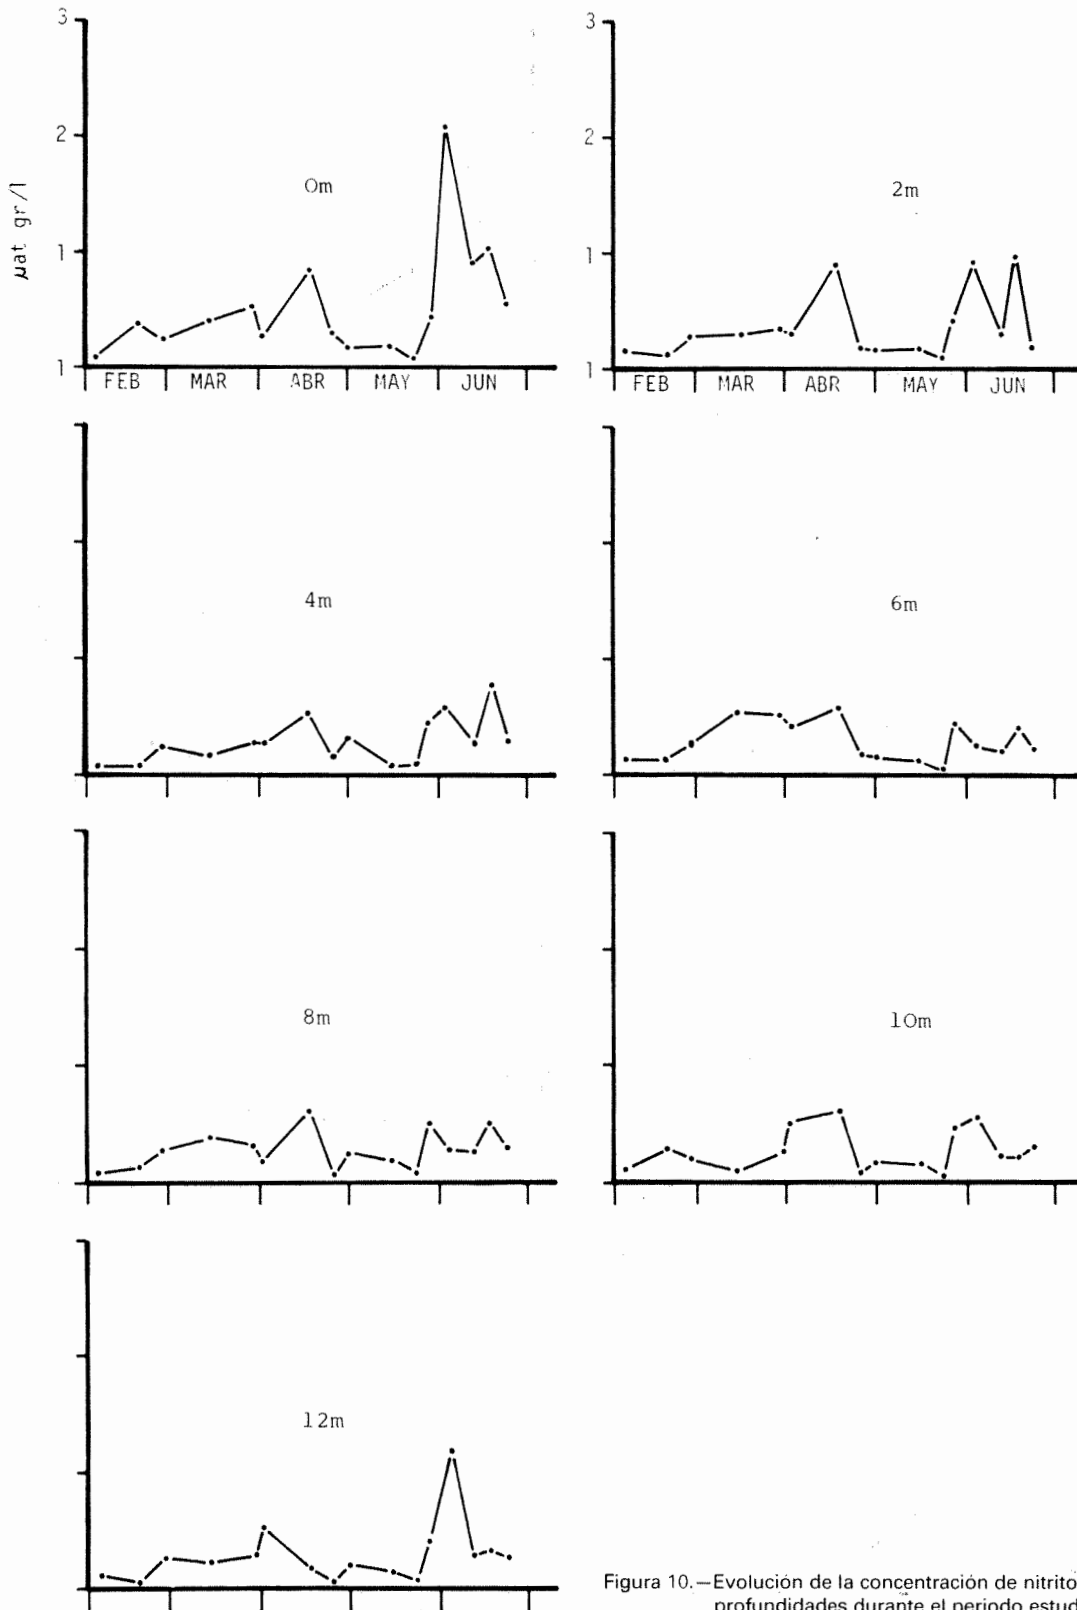 3
2
1
1
µat gr/l
0m
FEB MAR ABR MAY JUN
3
2
1
1
2m
FEB MAR ABR MAY JUN
4m
6m
8m
10m
12m
Figura 10.—Evolución de la concentración de nitrito
profundidades durante el periodo estud